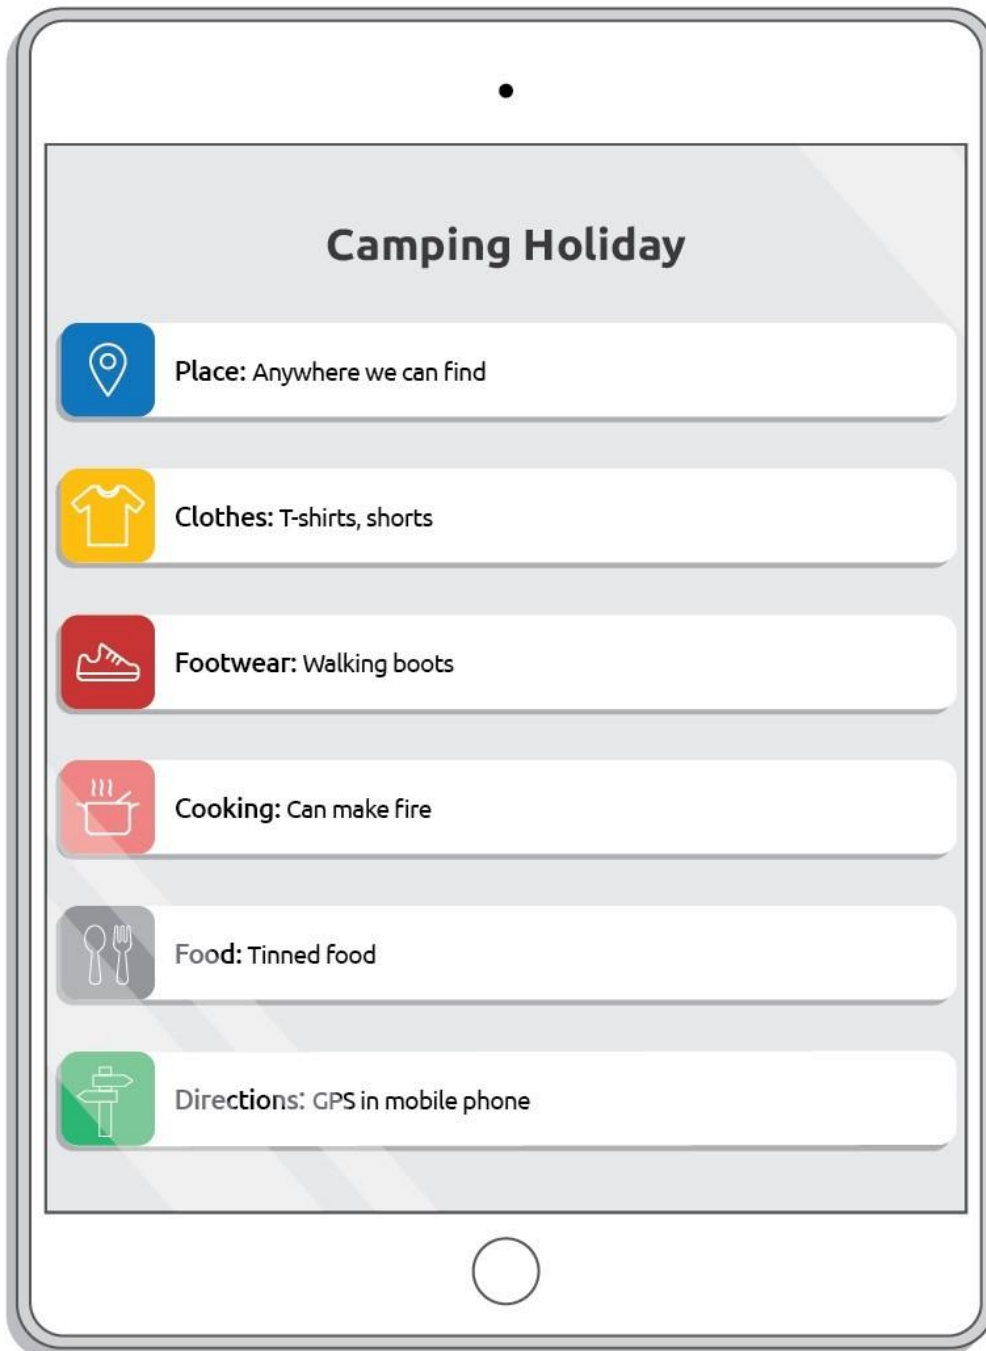 Camping Holiday
Place: Anywhere we can find
Clothes: T-shirts, shorts
Footwear: Walking boots
Cooking: Can make fire
Food: Tinned food
Directions: GPS in mobile phone